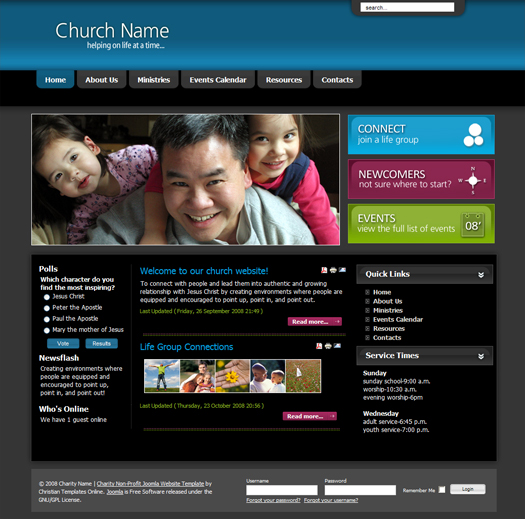 search...
Church Name
helping on life at a time...
Home About Us Ministries Events Calendar Resources Contacts
CONNECT
join a life group
NEWCOMERS
not sure where to start?
N
W E
S
EVENTS
view the full list of events
08'
Polls
Which character do you
find the most inspiring?
Jesus Christ
Peter the Apostle
Paul the Apostle
Mary the mother of Jesus
Vote Results
Newsflash
Creating environments where
people are equipped and
encouraged to point up,
point in, and point out.
Who's Online
We have 1 guest online
Welcome to our church website!
To connect with people and lead them into authentic and growing
relationship with Jesus Christ by creating environments where people are
equipped and encouraged to point up, point in, and point out.
Last Updated ( Friday, 26 September 2008 21:49 )
Read more...
Life Group Connections
Last Updated ( Thursday, 23 October 2008 20:56 )
Read more...
Quick Links
Home
About Us
Ministries
Events Calendar
Resources
Contacts
Service Times
Sunday
sunday school-9:00 a.m.
worship-10:30 a.m.
evening worship-6pm
Wednesday
adult service-6:45 p.m.
youth service-7:00 p.m.
© 2008 Charity Name | Charity Non-Profit Joomla Website Template by
Christian Templates Online. Joomla is Free Software released under the
GNU/GPL License.
Username Password
Remember Me Login
Forgot your password? Forgot your username?